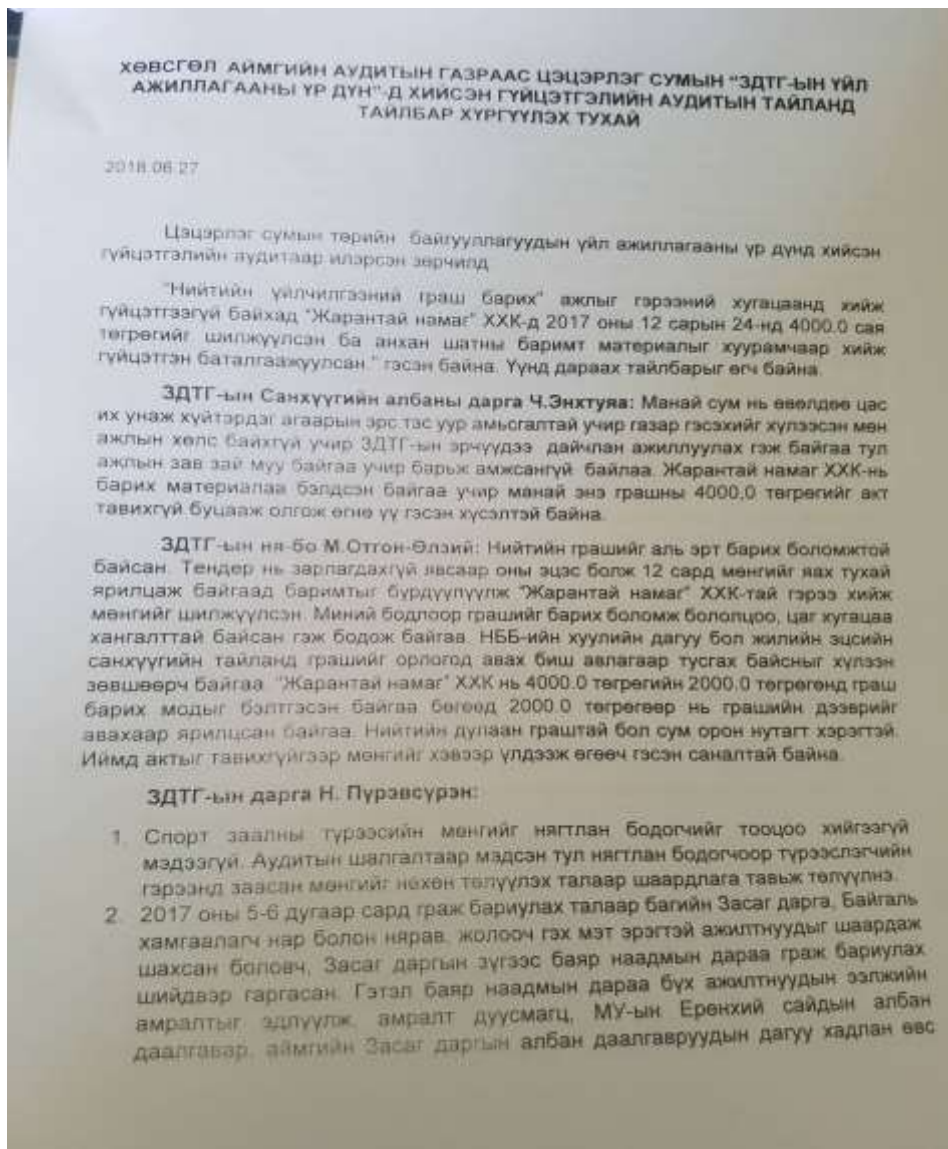 ХӨВСГӨЛ АЙМГИЙН АУДИТЫН ГАЗРААС ЦЭЦЭРЛЭГ СУМЫН “ЗДТГ-ЫН ҮЙЛ
АЖИЛЛАГААНЫ ҮР ДҮН”-Д ХИЙСЭН ГҮЙЦЭТГЭЛИЙН АУДИТЫН ТАЙЛАНД
ТАЙЛБАР ХҮРГҮҮЛЭХ ТУХАЙ
2018.06.27
Цэцэрлэг сумын төрийн байгууллагуудын үйл ажиллагааны үр дүнд хийсэн
гүйцэтгэлийн аудитаар илэрсэн зөрчилд
“Нийтийн үйлчилгээний граш барих” ажлыг гэрээний хугацаанд хийж
гүйцэтгээгүй байхад “Жарантай намаг” ХХК-д 2017 оны 12 сарын 24-нд 4000.0 сая
төгрөгийг шилжүүлсэн ба анхан шатны баримт материалыг хуурамчаар хийж
гүйцэтгэн баталгаажуулсан.” гэсэн байна. Үүнд дараах тайлбарыг өгч байна.
ЗДТГ-ын Санхүүгийн албаны дарга Ч.Энхтуяа: Манай сум нь өвөлдөө цас
их унаж хүйтэрдэг агаарын эрс тэс уур амьсгалтай учир газар гэсэхийг хүлээсэн мөн
ажлын хөлс байхгүй учир ЗДТГ-ын эрчүүдээ дайчлан ажиллуулах гэж байгаа тул
ажлын зав зай муу байгаа учир барьж амжсангүй байлаа. Жарантай намаг ХХК-нь
барих материалаа бэлдсэн байгаа учир манай энэ грашны 4000,0 төгрөгийг акт
тавихгүй буцааж олгож өгнө үү гэсэн хүсэлтэй байна.
ЗДТГ-ын ня-бо М.Отгон-Өлзий: Нийтийн грашийг аль эрт барих боломжтой
байсан. Тендер нь зарлагдахгүй явсаар оны эцэс болж 12 сард мөнгийг яах тухай
ярилцаж байгаад баримтыг бүрдүүлүүлж “Жарантай намаг” ХХК-тай гэрээ хийж
мөнгийг шилжүүлсэн. Миний бодлоор грашийг барих боломж бололцоо, цаг хугацаа
хангалттай байсан гэж бодож байгаа. НББ-ийн хуулийн дагуу бол жилийн эцсийн
санхүүгийн тайланд грашийг орлогод авах биш авлагаар тусгах байсныг хүлээн
зөвшөөрч байгаа. “Жарантай намаг” ХХК нь 4000.0 төгрөгийн 2000.0 төгрөгөнд граш
барих модыг бэлтгэсэн байгаа бөгөөд 2000.0 төгрөгөөр нь грашийн дээврийг
авахаар ярилцсан байгаа. Нийтийн дулаан граштай бол сум орон нутагт хэрэгтэй.
Иймд актыг тавихгүйгээр мөнгийг хэвээр үлдээж өгөөч гэсэн саналтай байна.
ЗДТГ-ын дарга Н. Пүрэвсүрэн:
1. Спорт заалны түрээсийн мөнгийг нягтлан бодогчийг тооцоо хийгээгүй
мэдээгүй. Аудитын шалгалтаар мэдсэн тул нягтлан бодогчоор түрээслэгчийн
гэрээнд заасан мөнгийг нөхөн төлүүлэх талаар шаардлага тавьж төлүүлнэ.
2. 2017 оны 5-6 дугаар сард граж бариулах талаар багийн Засаг дарга, Байгаль
хамгаалагч нар болон нярав, жолооч гэх мэт эрэгтэй ажилтнуудыг шаардаж
шахсан боловч, Засаг даргын зүгээс баяр наадмын дараа граж бариулах
шийдвэр гаргасан. Гэтэл баяр наадмын дараа бүх ажилтнуудын ээлжийн
амралтыг эдлүүлж, амралт дуусмагц, МУ-ын Ерөнхий сайдын албан
даалгавар, аймгийн Засаг даргын албан даалгавруудын дагуу хадлан өвс